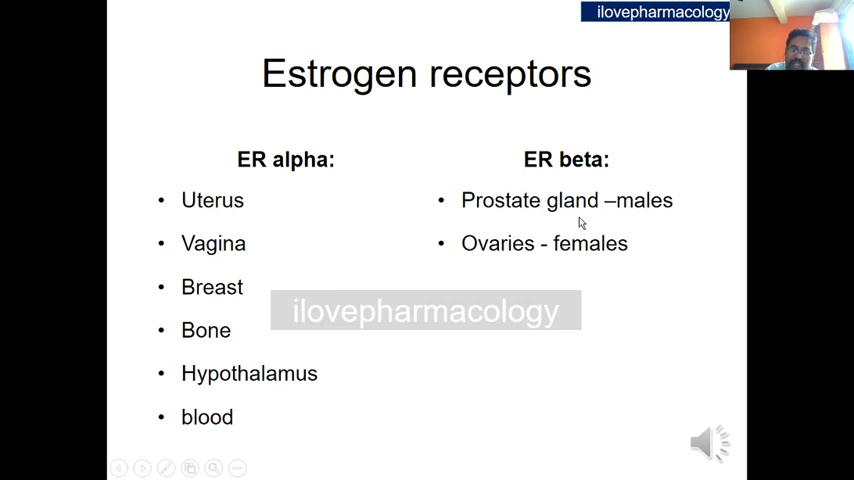 ilovepharmacology
Estrogen receptors
ER alpha:
• Uterus
• Vagina
• Breast
• Bone
• Hypothalamus
• blood
ER beta:
• Prostate gland –males
• Ovaries - females
ilovepharmacology